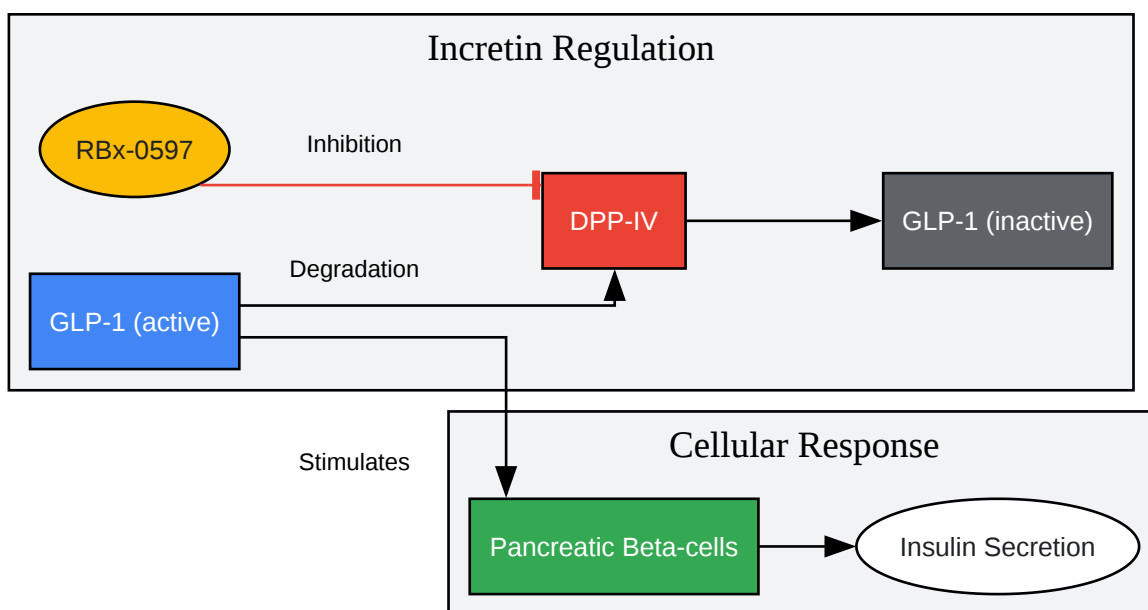 Incretin Regulation
RBx-0597
Inhibition
DPP-IV
GLP-1 (inactive)
Degradation
GLP-1 (active)
Stimulates
Cellular Response
Pancreatic Beta-cells
Insulin Secretion